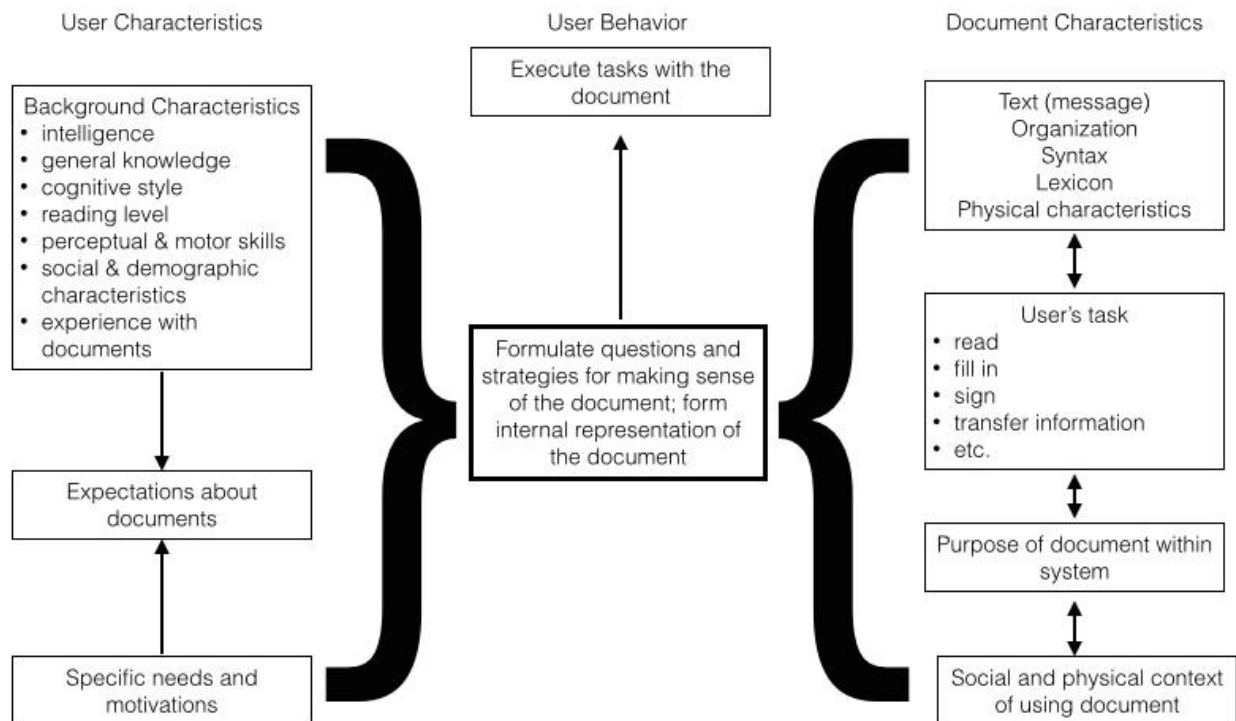 User Characteristics
Background Characteristics
• intelligence
• general knowledge
• cognitive style
• reading level
• perceptual & motor skills
• social & demographic
characteristics
• experience with
documents
Expectations about
documents
Specific needs and
motivations
User Behavior
Execute tasks with the
document
Formulate questions and
strategies for making sense
of the document; form
internal representation of
the document
Document Characteristics
Text (message)
Organization
Syntax
Lexicon
Physical characteristics
User's task
• read
• fill in
• sign
• transfer information
• etc.
Purpose of document within
system
Social and physical context
of using document